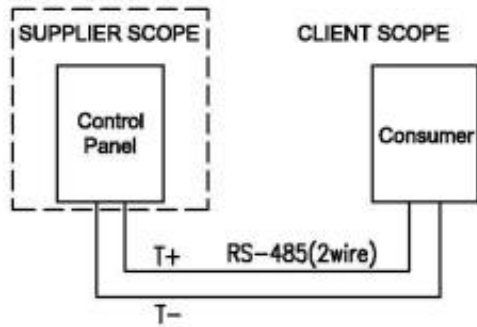 SUPPLIER SCOPE
CLIENT SCOPE
Control
Panel
Consumer
T+
RS-485(2wire)
T-